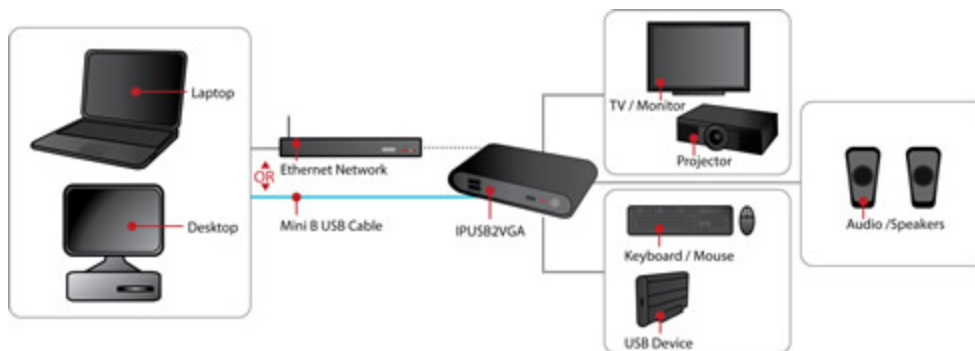 Laptop
Desktop
OR
Ethernet Network
Mini B USB Cable
IPUSB2VGA
TV / Monitor
Projector
Keyboard / Mouse
USB Device
Audio /Speakers